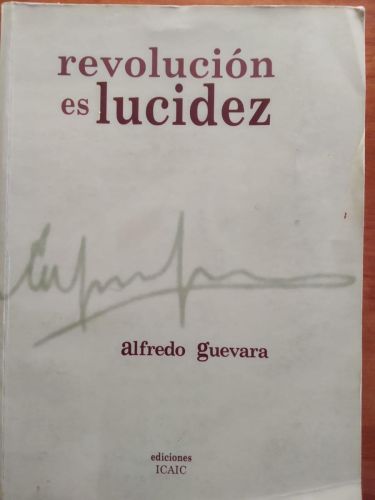 revolución
es lucidez
alfredo guevara
ediciones
ICAIC